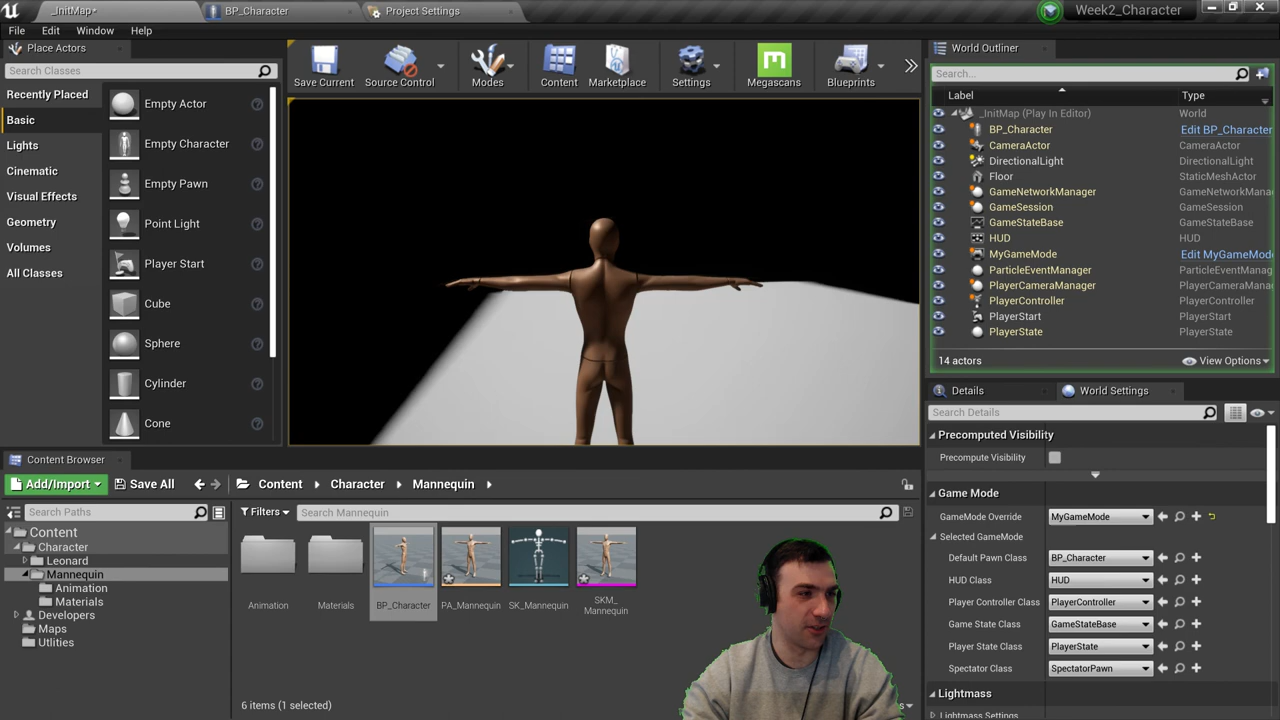 _InitMap*
BP_Character
Project Settings
Week2_Character
File Edit Window Help
Place Actors
Search Classes
Recently Placed
Basic
Lights
Cinematic
Visual Effects
Geometry
Volumes
All Classes
Empty Actor
Empty Character
Empty Pawn
Point Light
Player Start
Cube
Sphere
Cylinder
Cone
Save Current
Source Control
Modes
Content
Marketplace
Settings
Megascans
Blueprints
World Outliner
Search...
Label Type
_InitMap (Play In Editor) World
BP_Character Edit BP_Character
CameraActor CameraActor
DirectionalLight DirectionalLight
Floor StaticMeshActor
GameNetworkManager GameNetworkMana
GameSession GameSession
GameStateBase GameStateBase
HUD HUD
MyGameMode Edit MyGameMod
ParticleEventManager ParticleEventManag
PlayerCameraManager PlayerCameraManag
PlayerController PlayerController
PlayerStart PlayerStart
PlayerState PlayerState
14 actors View Options
Details
World Settings
Search Details
Precomputed Visibility
Precompute Visibility
Game Mode
GameMode Override MyGameMode
Selected GameMode
Default Pawn Class BP_Character
HUD Class HUD
Player Controller Class PlayerController
Game State Class GameStateBase
Player State Class PlayerState
Spectator Class SpectatorPawn
Lightmass
Lightmass Settings
Content Browser
Add/Import Save All Content Character Mannequin
Search Paths
Filters Search Mannequin
Content
Character
Leonard
Mannequin
Animation
Materials
Developers
Maps
Utlities
Animation
Materials
BP_Character
PA_Mannequin
SK_Mannequin
SKM_
Mannequin
6 items (1 selected)